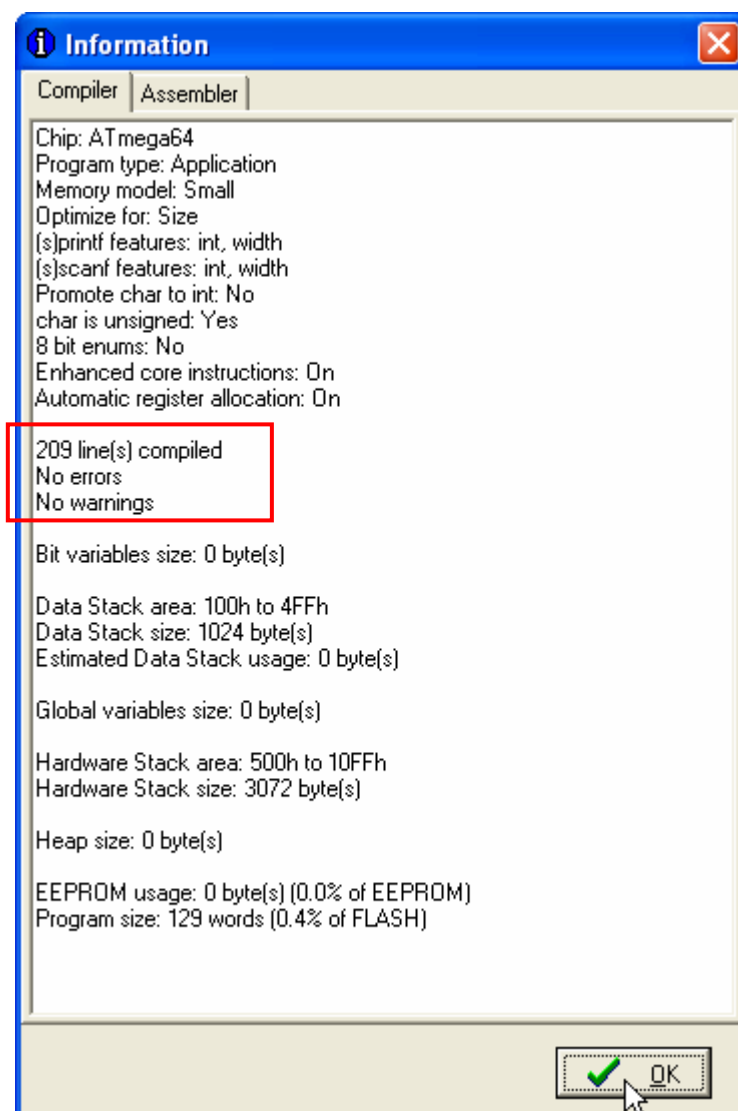 Information
Compiler Assembler
Chip: ATmega64
Program type: Application
Memory model: Small
Optimize for: Size
(s)printf features: int, width
(s)scanf features: int, width
Promote char to int: No
char is unsigned: Yes
8 bit enums: No
Enhanced core instructions: On
Automatic register allocation: On
209 line(s) compiled
No errors
No warnings
Bit variables size: 0 byte(s)
Data Stack area: 100h to 4FFh
Data Stack size: 1024 byte(s)
Estimated Data Stack usage: 0 byte(s)
Global variables size: 0 byte(s)
Hardware Stack area: 500h to 10FFh
Hardware Stack size: 3072 byte(s)
Heap size: 0 byte(s)
EEPROM usage: 0 byte(s) (0.0% of EEPROM)
Program size: 129 words (0.4% of FLASH)
OK